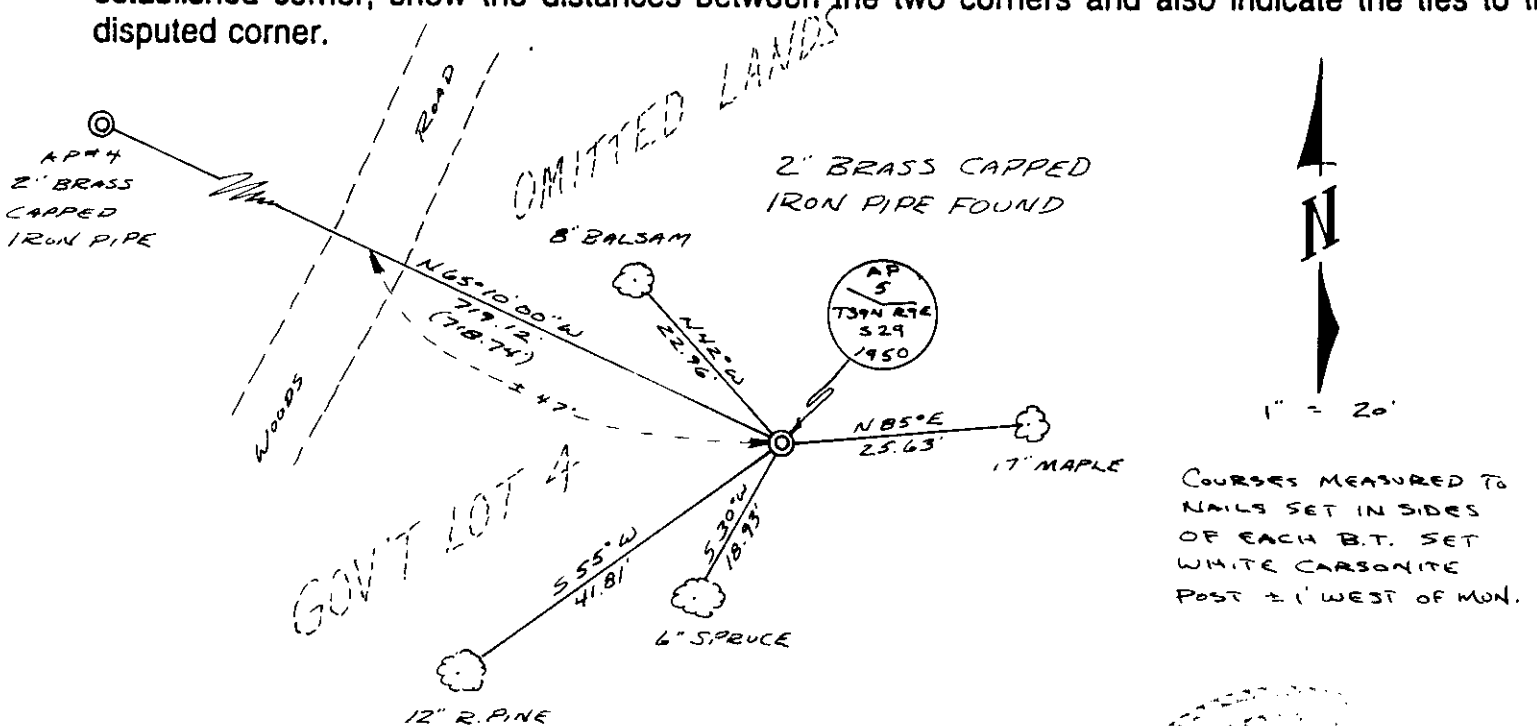 established corner, show the distances between the two corners and also indicate the ties to
disputed corner.
AP#4
2" BRASS
CAPPED
IRON PIPE
WOODS
ROAD
OMITTED LANDS
2" BRASS CAPPED
IRON PIPE FOUND
8" BALSAM
AP
5
T39N R9E
S29
1950
N
1" = 20'
N65°10'00"W
719.12'
(718.74')
± 47'
N42°W
22.96'
N85°E
25.63'
17" MAPLE
GOV'T LOT 4
S55°W
41.81'
S30°W
18.93'
6" SPRUCE
12" R.PINE
COURSES MEASURED TO
NAILS SET IN SIDES
OF EACH B.T. SET
WHITE CARSONITE
POST ± 1' WEST OF MON.